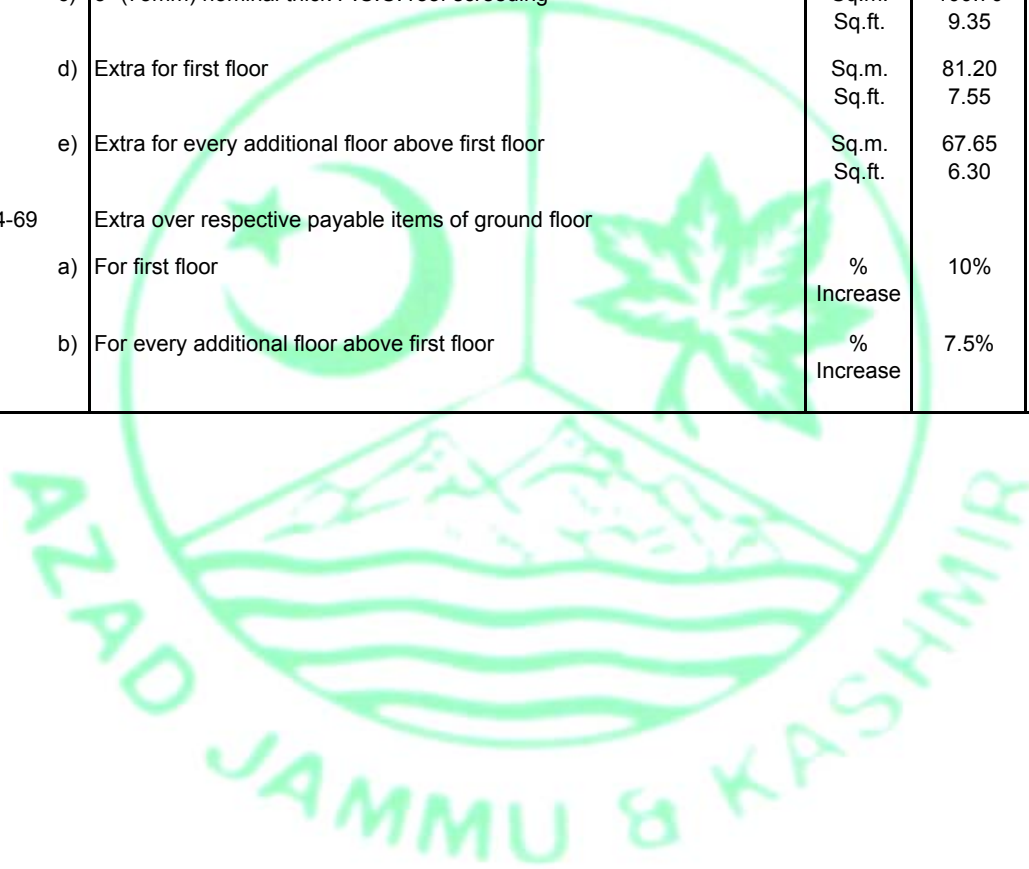 Sq.ft. 9.35
d) Extra for first floor Sq.m. 81.20
Sq.ft. 7.55
e) Extra for every additional floor above first floor Sq.m. 67.65
Sq.ft. 6.30
4-69 Extra over respective payable items of ground floor
a) For first floor % 10%
Increase
b) For every additional floor above first floor % 7.5%
Increase
AZAD JAMMU & KASHMIR